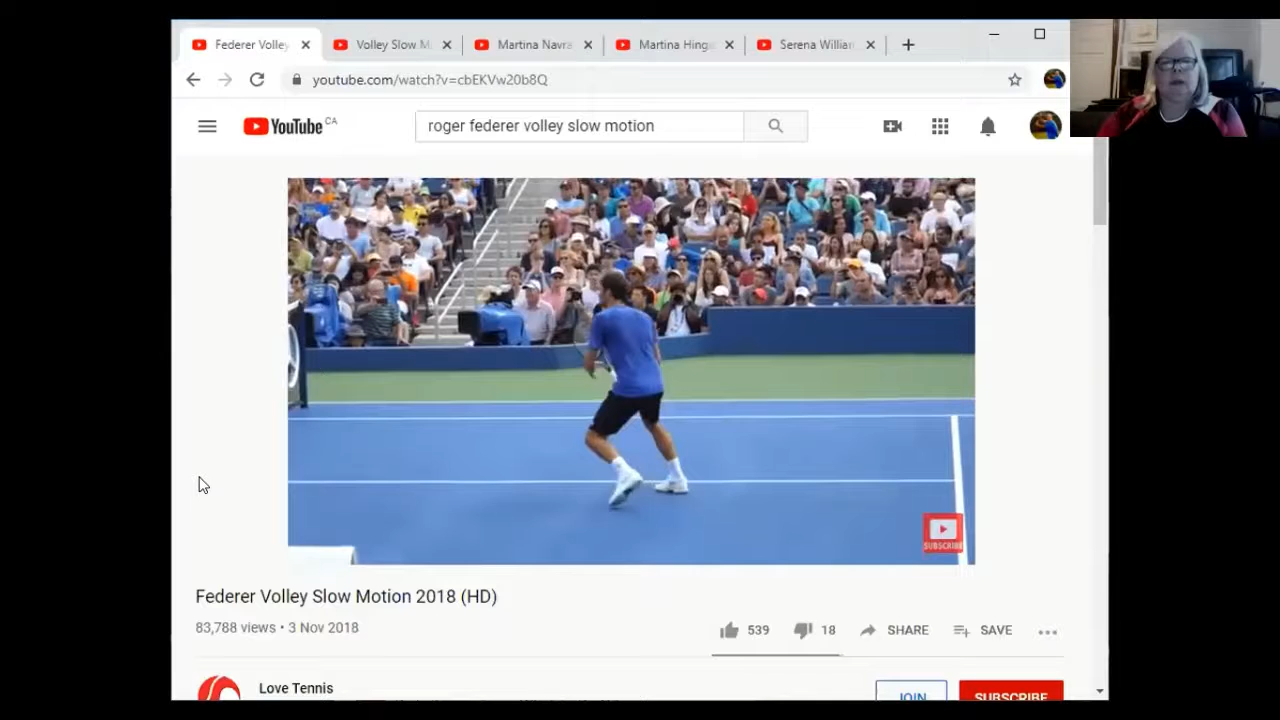 Federer Volley
Volley Slow M
Martina Navra
Martina Hing
Serena Willian
youtube.com/watch?v=cbEKVw20b8Q
YouTube CA
roger federer volley slow motion
SUBSCRIBE
Federer Volley Slow Motion 2018 (HD)
83,788 views • 3 Nov 2018
539
18
SHARE
SAVE
Love Tennis
JOIN
SUBSCRIBE